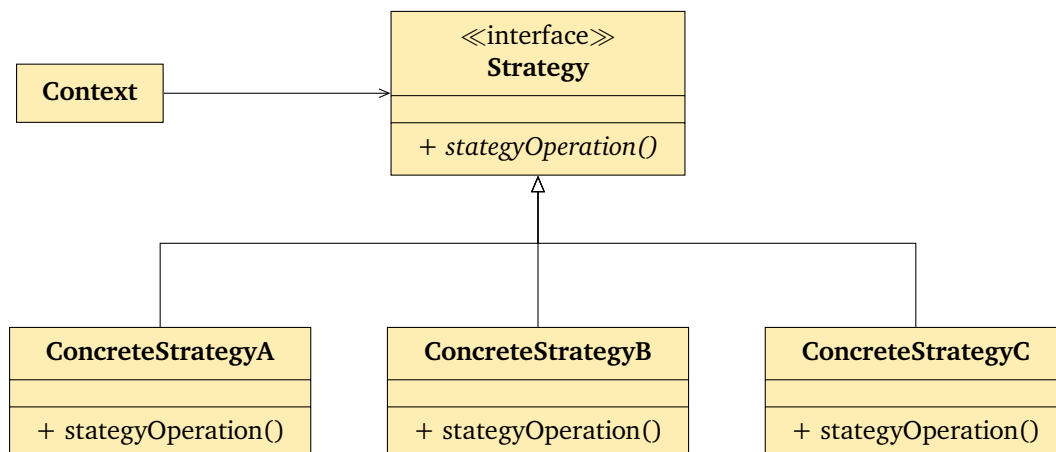 ≪interface≫
Strategy
Context
+ stategyOperation()
ConcreteStrategyA
ConcreteStrategyB
ConcreteStrategyC
+ stategyOperation()
+ stategyOperation()
+ stategyOperation()